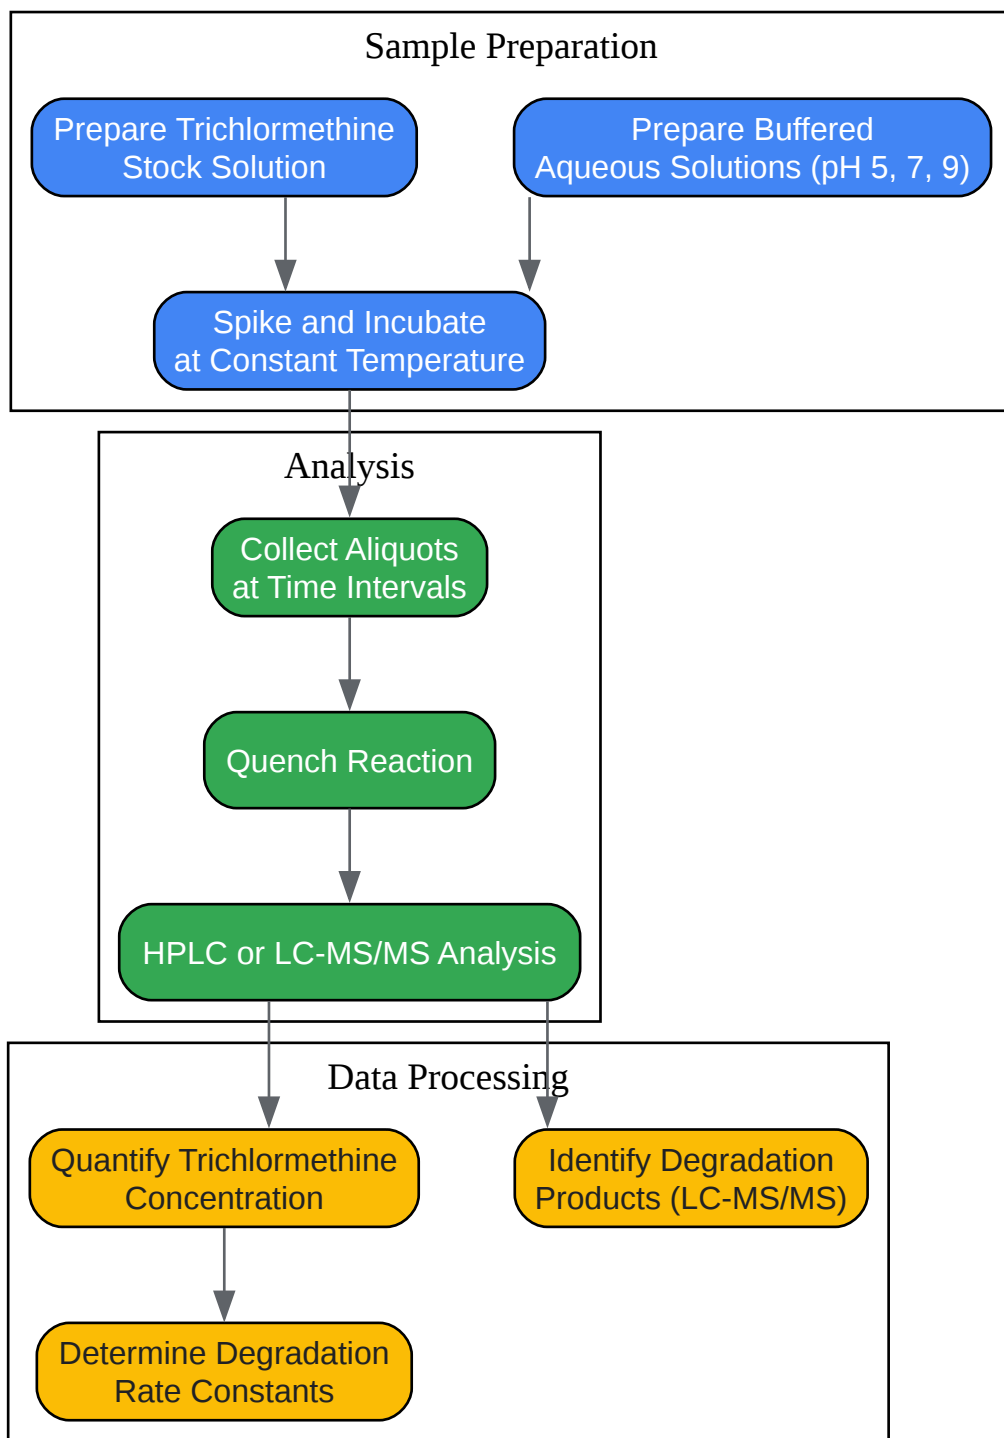 Sample Preparation
Prepare Trichlormethine
Stock Solution
Prepare Buffered
Aqueous Solutions (pH 5, 7, 9)
Spike and Incubate
at Constant Temperature
Analysis
Collect Aliquots
at Time Intervals
Quench Reaction
HPLC or LC-MS/MS Analysis
Data Processing
Quantify Trichlormethine
Concentration
Identify Degradation
Products (LC-MS/MS)
Determine Degradation
Rate Constants